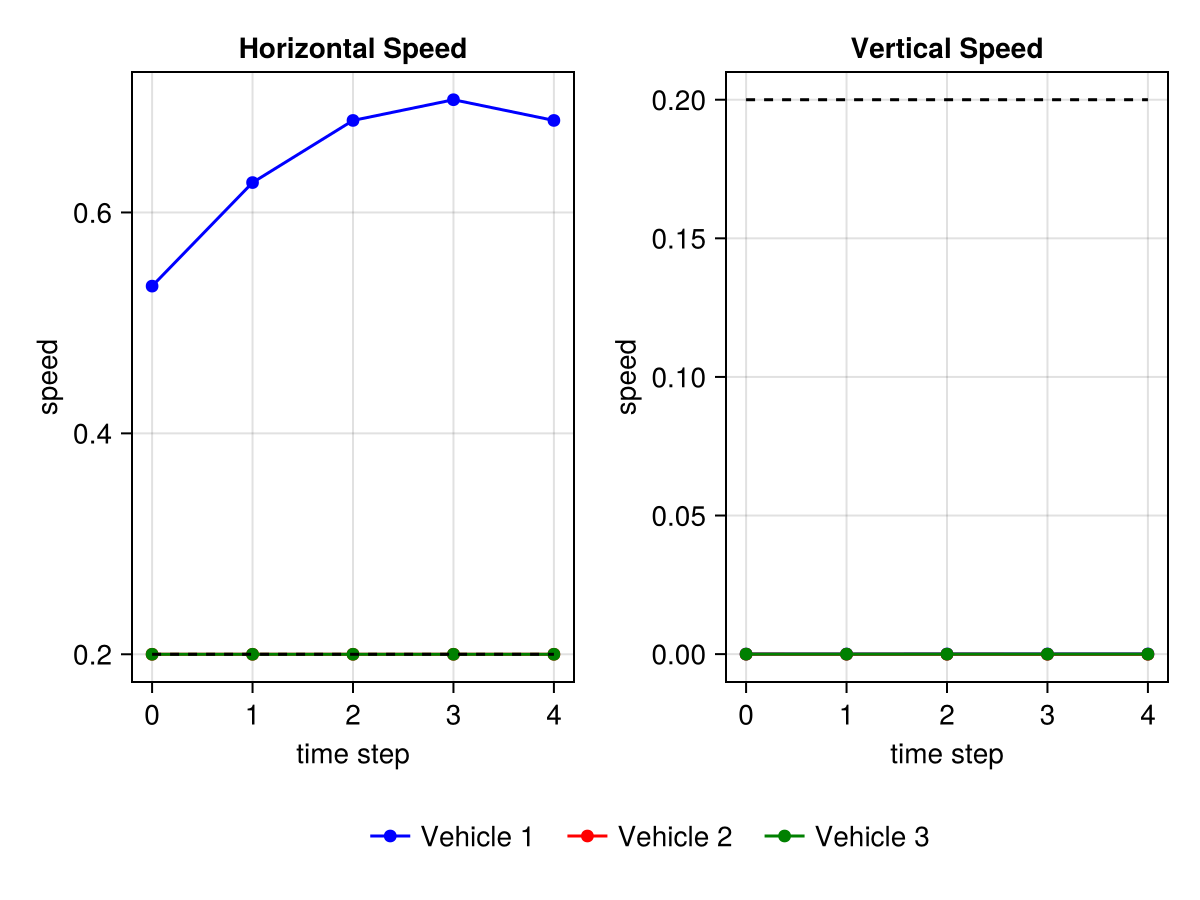 Horizontal Speed
speed
0.6
0.4
0.2
0 1 2 3 4
time step
Vertical Speed
speed
0.20
0.15
0.10
0.05
0.00
0 1 2 3 4
time step
Vehicle 1 Vehicle 2 Vehicle 3